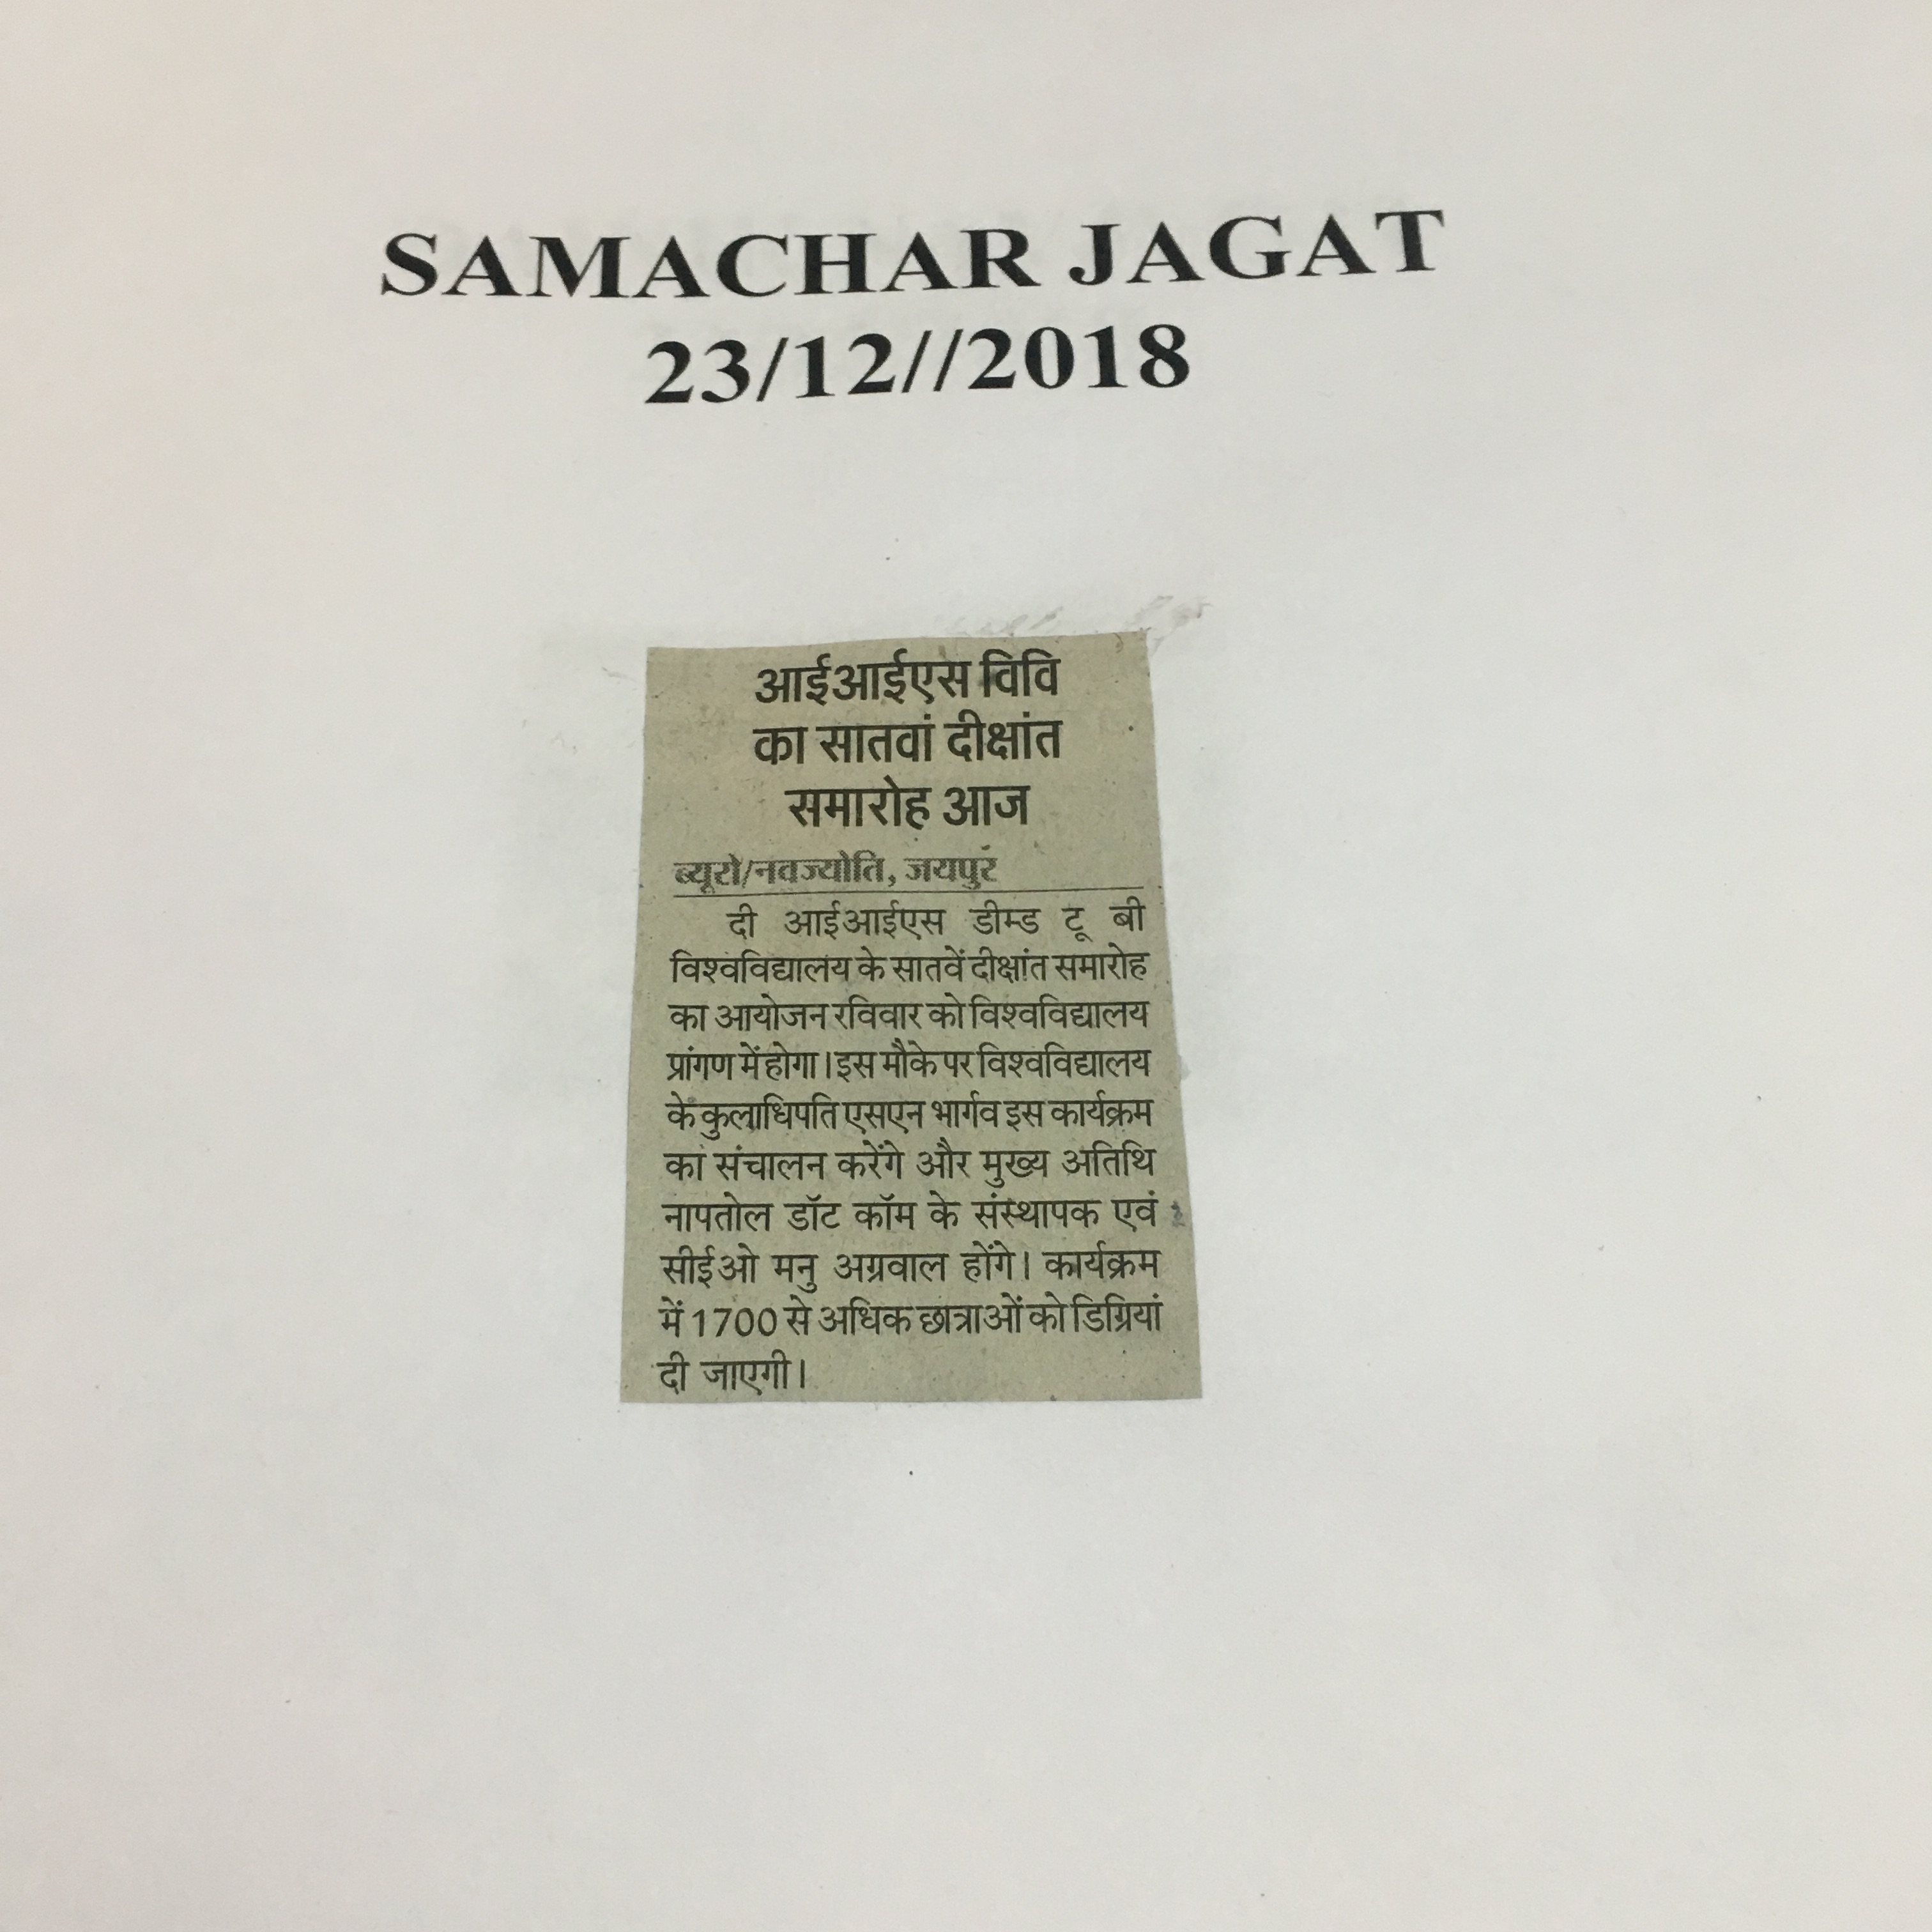 SAMACHAR JAGAT
23/12//2018
आईआईएस विवि
का सातवां दीक्षांत
समारोह आज
ब्यूरो/नवज्योति, जयपुर
दी आईआईएस डीम्ड टू बी
विश्वविद्यालय के सातवें दीक्षांत समारोह
का आयोजन रविवार को विश्वविद्यालय
प्रांगण में होगा। इस मौके पर विश्वविद्यालय
के कुलाधिपति एसएन भार्गव इस कार्यक्रम
का संचालन करेंगे और मुख्य अतिथि
नापतोल डॉट कॉम के संस्थापक एवं
सीईओ मनु अग्रवाल होंगे। कार्यक्रम
में 1700 से अधिक छात्राओं को डिग्रियां
दी जाएगी।